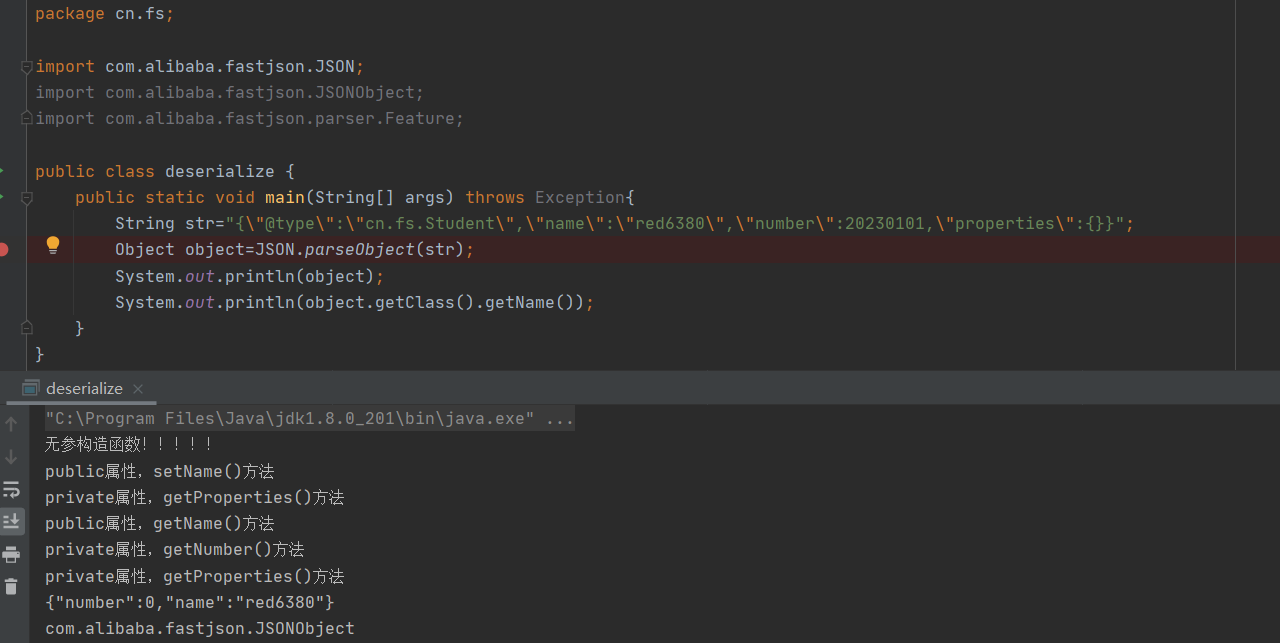 package cn.fs;
import com.alibaba.fastjson.JSON;
import com.alibaba.fastjson.JSONObject;
import com.alibaba.fastjson.parser.Feature;
public class deserialize {
    public static void main(String[] args) throws Exception{
        String str="{\"@type\":\"cn.fs.Student\",\"name\":\"red6380\",\"number\":20230101,\"properties\":{}}";
        Object object=JSON.parseObject(str);
        System.out.println(object);
        System.out.println(object.getClass().getName());
    }
}
deserialize
"C:\Program Files\Java\jdk1.8.0_201\bin\java.exe" ...
无参构造函数！！！！！
public属性，setName()方法
private属性，getProperties()方法
public属性，getName()方法
private属性，getNumber()方法
private属性，getProperties()方法
{"number":0,"name":"red6380"}
com.alibaba.fastjson.JSONObject